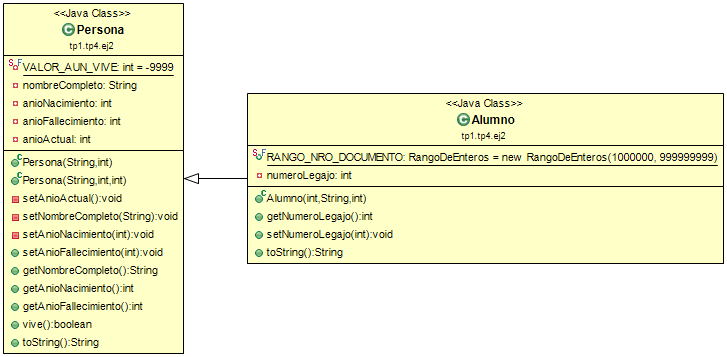 <<Java Class>>
Persona
tp1.tp4.ej2
VALOR_AUN_VIVE: int = -9999
nombreCompleto: String
anioNacimiento: int
anioFallecimiento: int
anioActual: int
Persona(String,int)
Persona(String,int,int)
setAnioActual():void
setNombreCompleto(String):void
setAnioNacimiento(int):void
setAnioFallecimiento(int):void
getNombreCompleto():String
getAnioNacimiento():int
getAnioFallecimiento():int
vive():boolean
toString():String
<<Java Class>>
Alumno
tp1.tp4.ej2
RANGO_NRO_DOCUMENTO: RangoDeEnteros = new RangoDeEnteros(1000000, 999999999)
numeroLegajo: int
Alumno(int,String,int)
getNumeroLegajo():int
setNumeroLegajo(int):void
toString():String